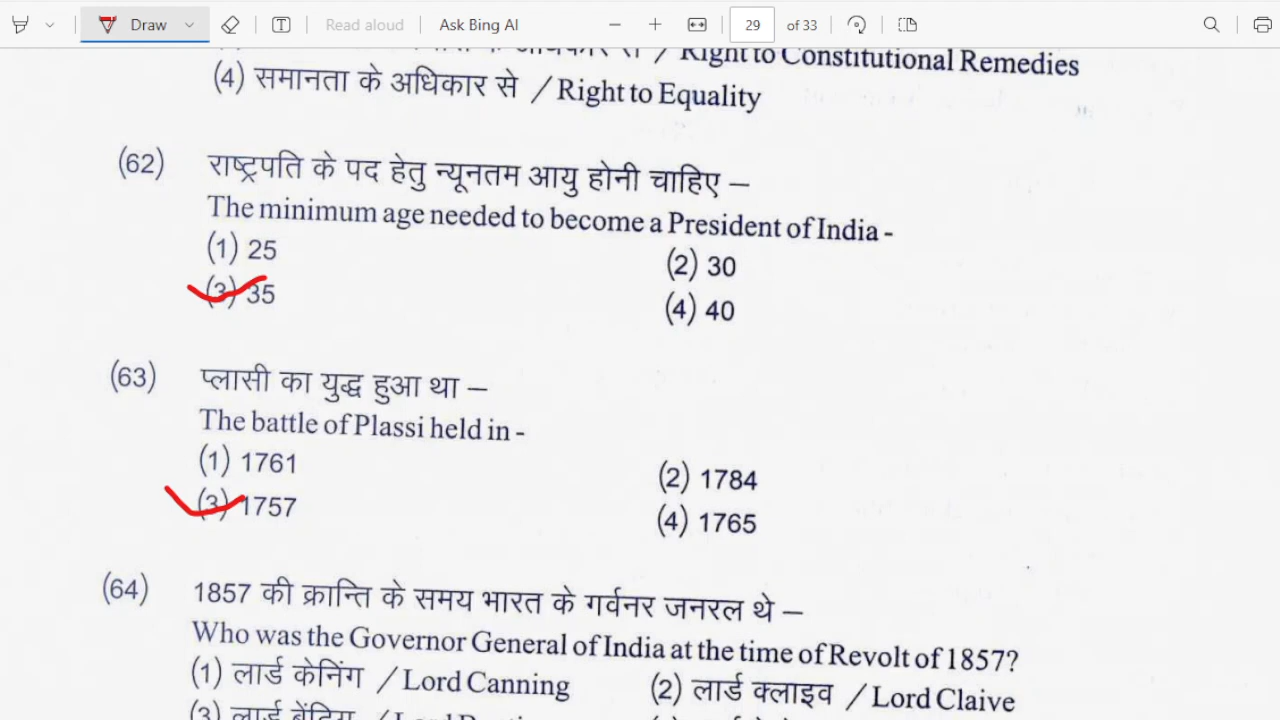 Draw
Read aloud
Ask Bing AI
29 of 33
/ Right to Constitutional Remedies
(4) समानता के अधिकार से / Right to Equality
(62) राष्ट्रपति के पद हेतु न्यूनतम आयु होनी चाहिए –
The minimum age needed to become a President of India -
(1) 25 (2) 30
(3) 35 (4) 40
(63) प्लासी का युद्ध हुआ था –
The battle of Plassi held in -
(1) 1761 (2) 1784
(3) 1757 (4) 1765
(64) 1857 की क्रान्ति के समय भारत के गर्वनर जनरल थे –
Who was the Governor General of India at the time of Revolt of 1857?
(1) लार्ड केनिंग / Lord Canning (2) लार्ड क्लाइव / Lord Claive
(3) लार्ड